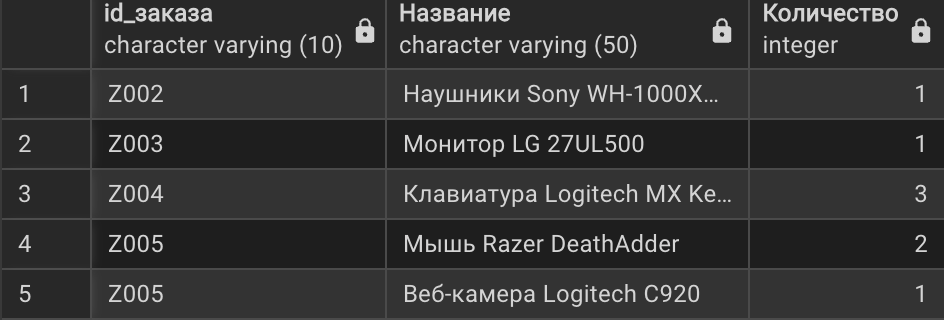 id_заказа Название Количество
character varying (10) character varying (50) integer
1 Z002 Наушники Sony WH-1000X... 1
2 Z003 Монитор LG 27UL500 1
3 Z004 Клавиатура Logitech MX Ke... 3
4 Z005 Мышь Razer DeathAdder 2
5 Z005 Веб-камера Logitech C920 1